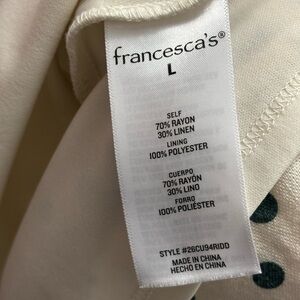 francesca's®
L
SELF
70% RAYON
30% LINEN
LINING
100% POLYESTER
CUERPO
70% RAYÓN
30% LINO
FORRO
100% POLIÉSTER
STYLE #26CU94RIDD
MADE IN CHINA
HECHO EN CHINA